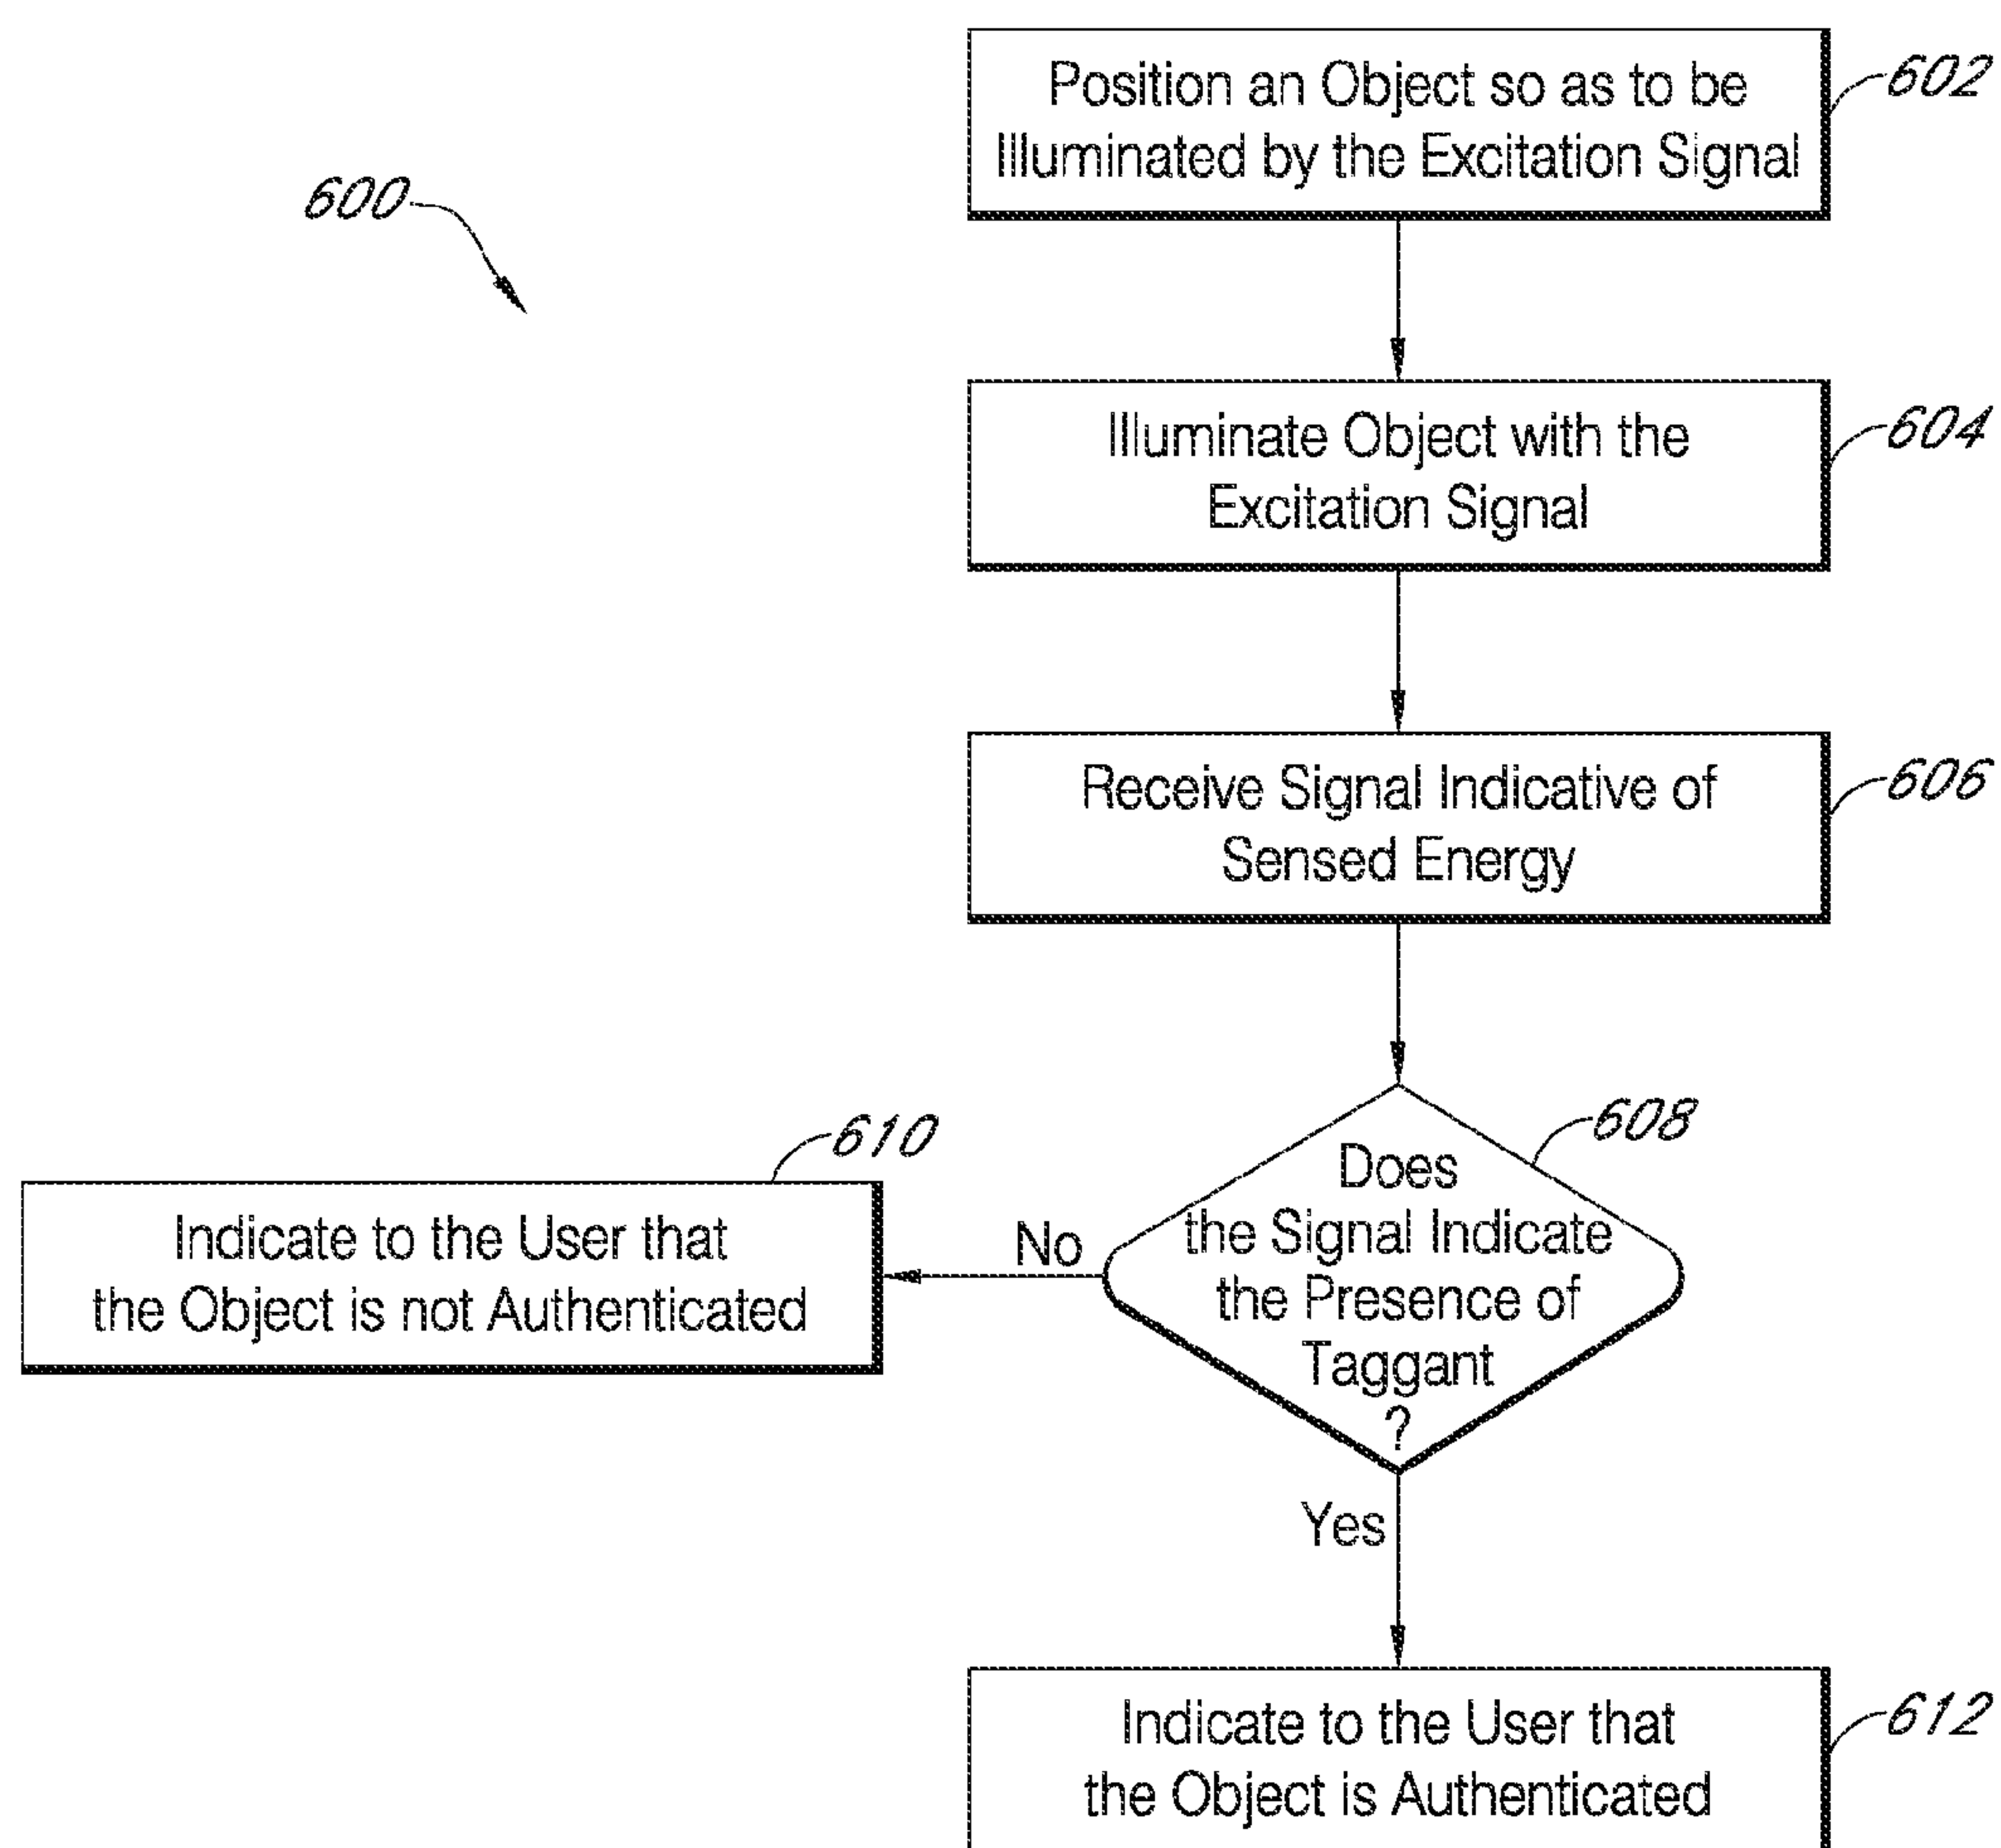 Position an Object so as to be
Illuminated by the Excitation Signal
602
600
Illuminate Object with the
Excitation Signal
604
Receive Signal Indicative of
Sensed Energy
606
608
Does
the Signal Indicate
the Presence of
Taggant
?
No
610
Indicate to the User that
the Object is not Authenticated
Yes
Indicate to the User that
the Object is Authenticated
612